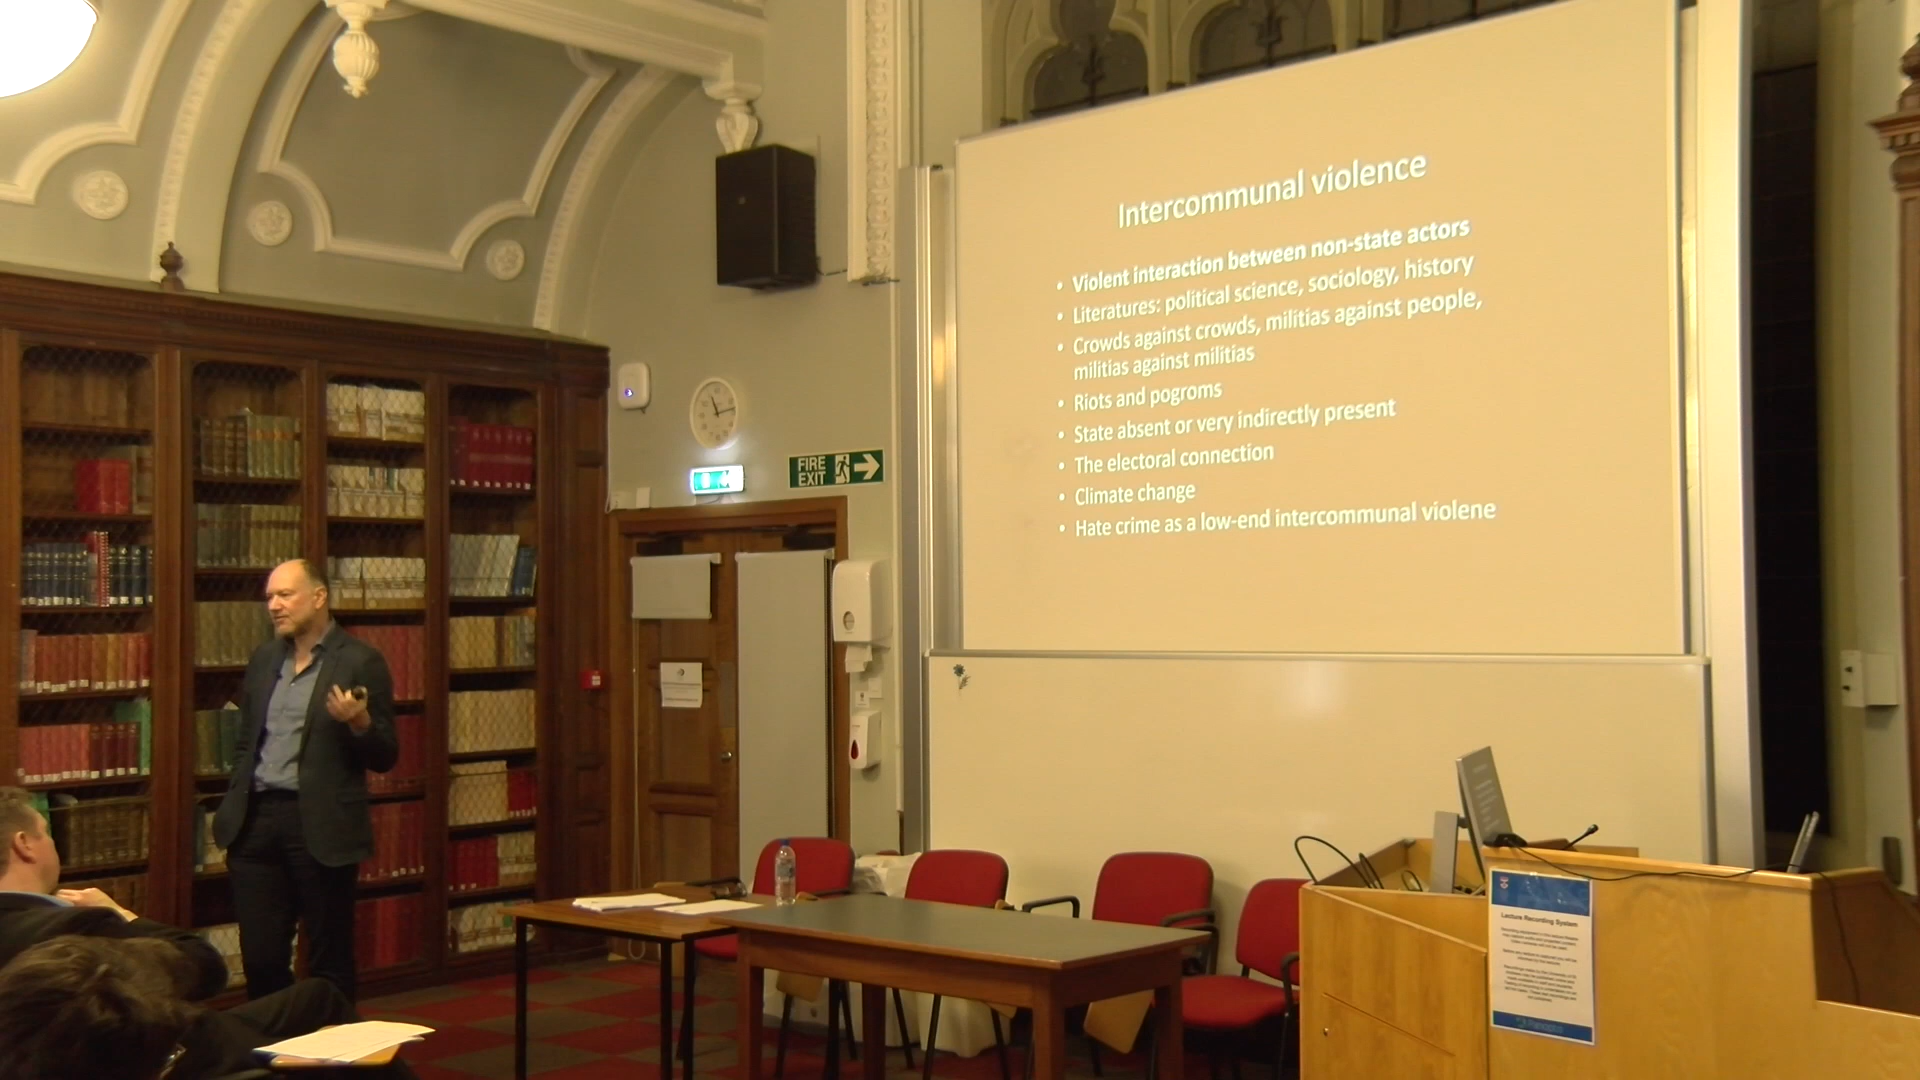 Intercommunal violence
• Violent interaction between non-state actors
• Literatures: political science, sociology, history
• Crowds against crowds, militias against people,
militias against militias
• Riots and pogroms
• State absent or very indirectly present
• The electoral connection
• Climate change
• Hate crime as a low-end intercommunal violene
FIRE
EXIT
Lecture Recording System